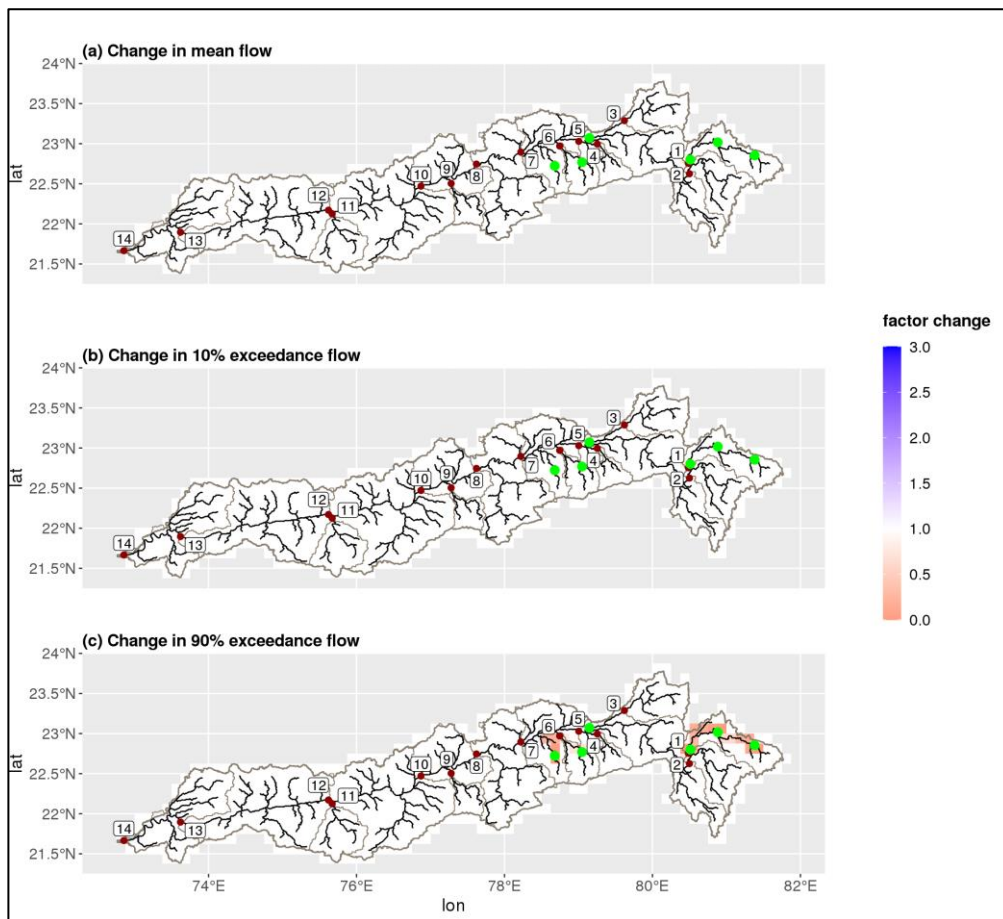 (a) Change in mean flow
24°N
23.5°N
23°N
22.5°N
22°N
21.5°N
lat
3
5
6
1
4
7
2
9
8
10
12
11
14
13
(b) Change in 10% exceedance flow
24°N
23.5°N
23°N
22.5°N
22°N
21.5°N
lat
3
5
6
1
4
7
2
9
8
10
12
11
14
13
(c) Change in 90% exceedance flow
24°N
23.5°N
23°N
22.5°N
22°N
21.5°N
lat
3
5
6
1
4
7
2
9
8
10
12
11
14
13
74°E 76°E 78°E 80°E 82°E
lon
factor change
3.0
2.5
2.0
1.5
1.0
0.5
0.0